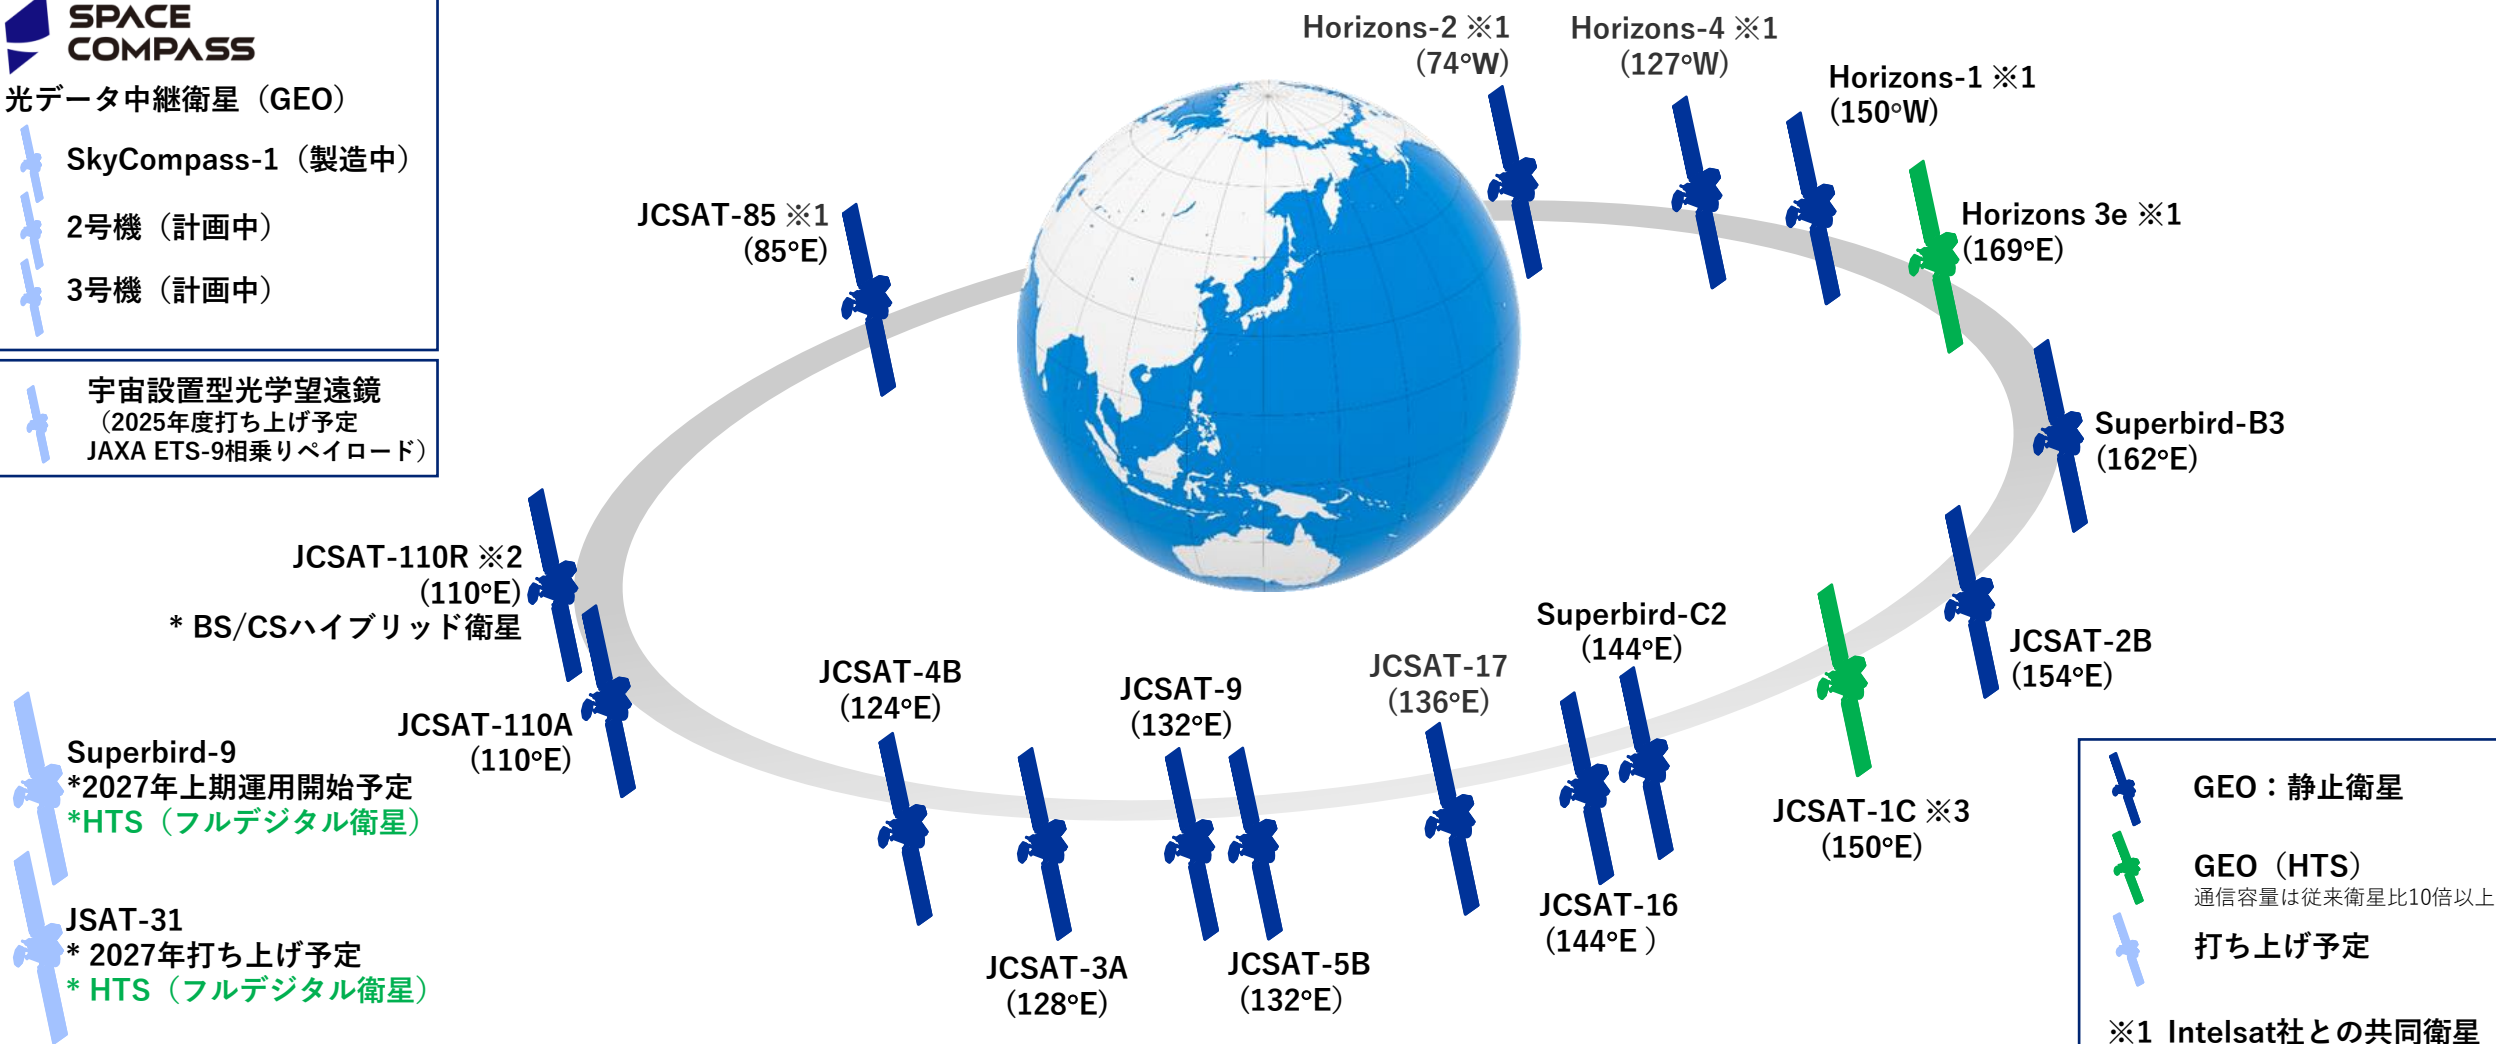 SPACE
COMPASS
光データ中継衛星（GEO）
SkyCompass-1（製造中）
2号機（計画中）
3号機（計画中）
宇宙設置型光学望遠鏡
（2025年度打ち上げ予定
JAXA ETS-9相乗りペイロード）
Horizons-2 ※1
(74°W)
Horizons-4 ※1
(127°W)
Horizons-1 ※1
(150°W)
Horizons 3e ※1
(169°E)
JCSAT-85 ※1
(85°E)
Superbird-B3
(162°E)
JCSAT-110R ※2
(110°E)
* BS/CSハイブリッド衛星
JCSAT-110A
(110°E)
JCSAT-4B
(124°E)
JCSAT-3A
(128°E)
JCSAT-9
(132°E)
JCSAT-5B
(132°E)
JCSAT-17
(136°E)
Superbird-C2
(144°E)
JCSAT-16
(144°E )
JCSAT-1C ※3
(150°E)
JCSAT-2B
(154°E)
Superbird-9
*2027年上期運用開始予定
*HTS（フルデジタル衛星）
JSAT-31
* 2027年打ち上げ予定
* HTS（フルデジタル衛星）
GEO：静止衛星
GEO（HTS）
通信容量は従来衛星比10倍以上
打ち上げ予定
※1 Intelsat社との共同衛星